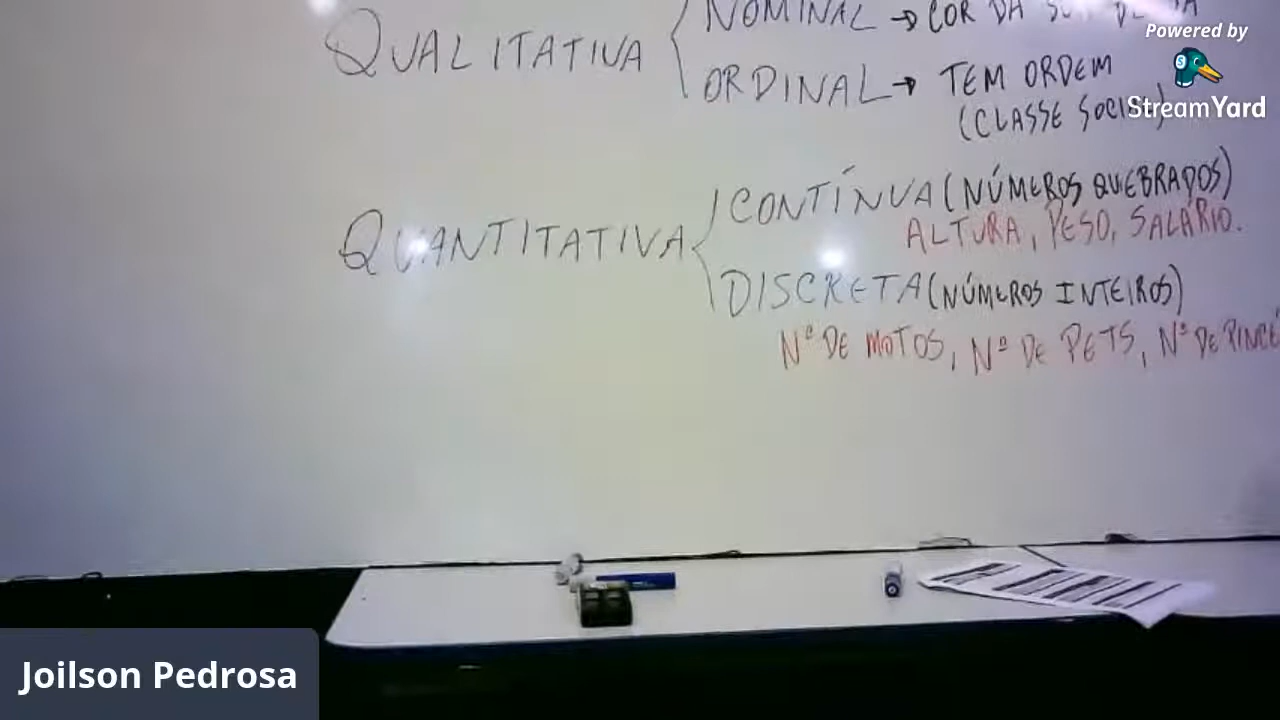 NOMINAL → COR DA
QUALITATIVA
ORDINAL → TEM ORDEM
(CLASSE SOCIAL)
CONTÍNUA (NÚMEROS QUEBRADOS)
ALTURA, PESO, SALÁRIO.
QUANTITATIVA
DISCRETA (NÚMEROS INTEIROS)
Nº DE MOTOS, Nº DE PETS, Nº DE PINCÉ
Powered by
StreamYard
Joilson Pedrosa